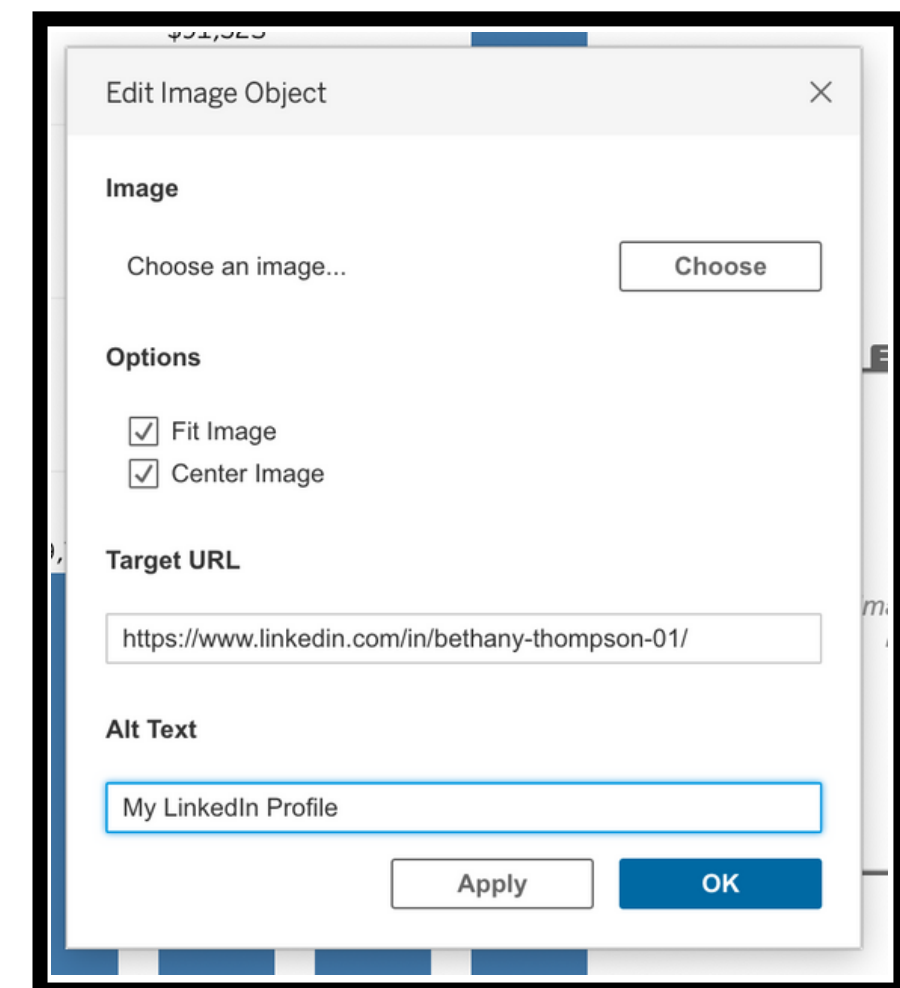 Edit Image Object
Image
Choose an image...
Choose
Options
Fit Image
Center Image
Target URL
https://www.linkedin.com/in/bethany-thompson-01/
Alt Text
My LinkedIn Profile
Apply
OK